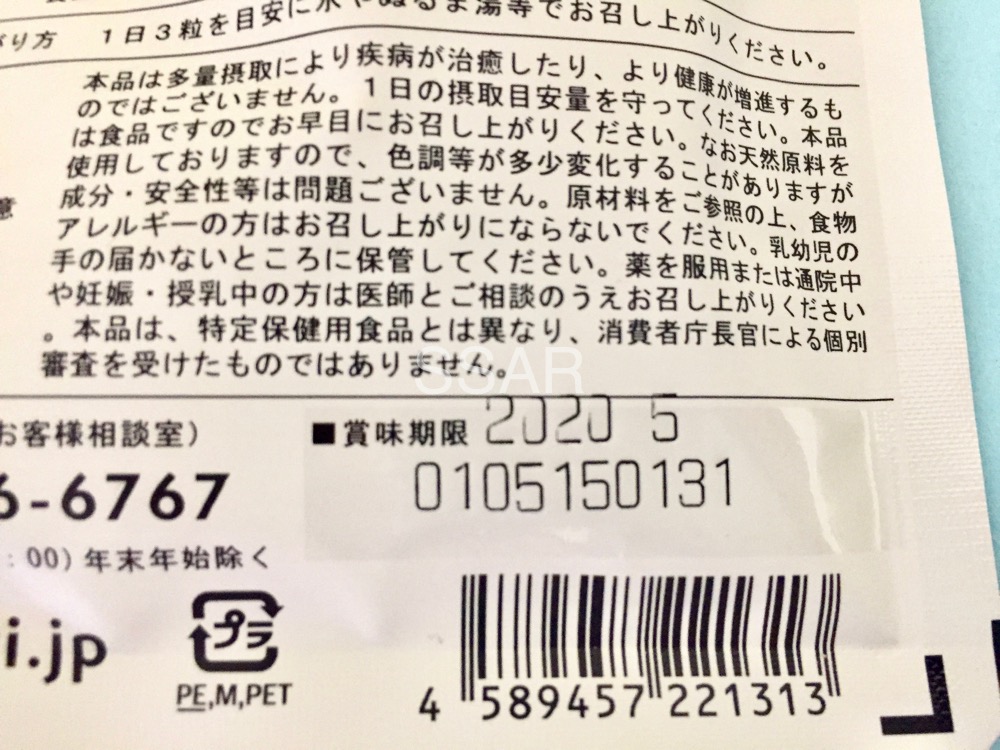 がり方 1日3粒を目安に水やぬるま湯等でお召し上がりください。
本品は多量摂取により疾病が治癒したり、より健康が増進するも
のではございません。1日の摂取目安量を守ってください。本品
は食品ですのでお早目にお召し上がりください。なお天然原料を
使用しておりますので、色調等が多少変化することがありますが
成分・安全性等は問題ございません。原材料をご参照の上、食物
意 アレルギーの方はお召し上がりにならないでください。乳幼児の
手の届かないところに保管してください。薬を服用または通院中
や妊娠・授乳中の方は医師とご相談のうえお召し上がりください
。本品は、特定保健用食品とは異なり、消費者庁長官による個別
審査を受けたものではありません。
SSAR
お客様相談室)
■賞味期限 2020 5
0105150131
6-6767
:00) 年末年始除く
i.jp
プラ
PE,M,PET
4 589457 221313